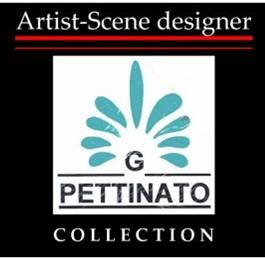 Artist-Scene designer
G
PETTINATO
COLLECTION